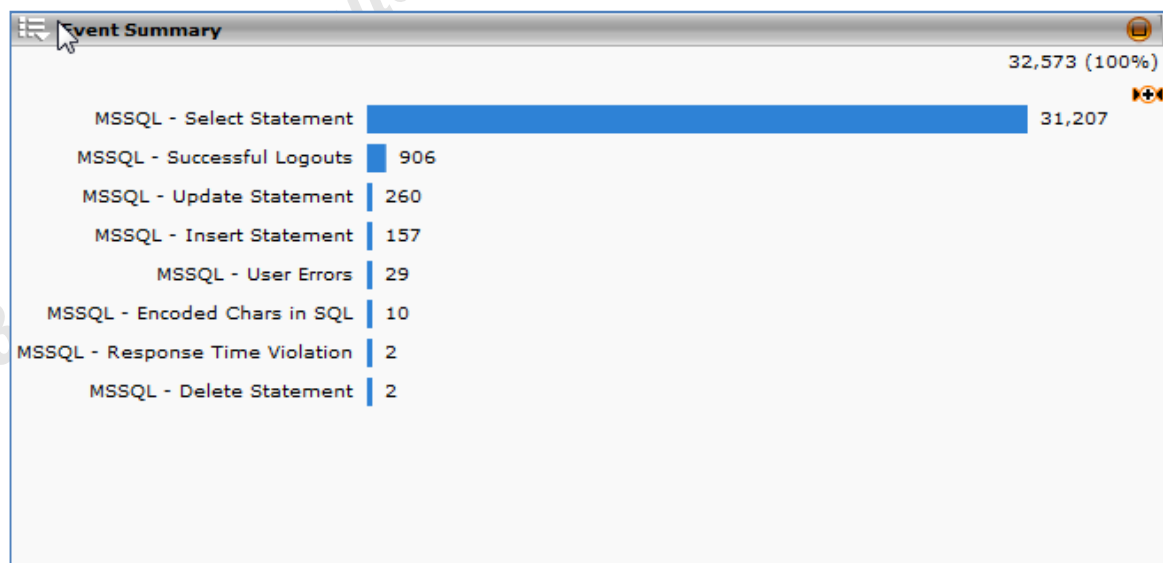 Event Summary
32,573 (100%)
MSSQL - Select Statement 31,207
MSSQL - Successful Logouts 906
MSSQL - Update Statement 260
MSSQL - Insert Statement 157
MSSQL - User Errors 29
MSSQL - Encoded Chars in SQL 10
MSSQL - Response Time Violation 2
MSSQL - Delete Statement 2